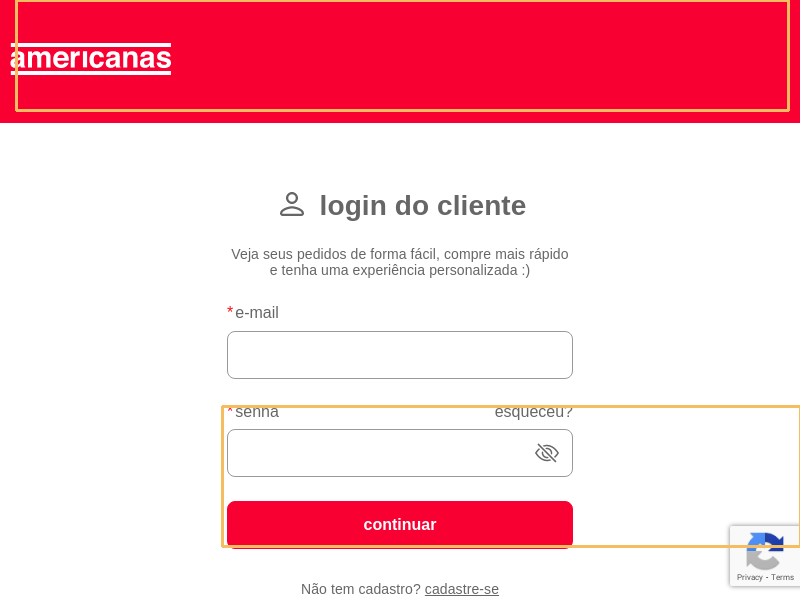 americanas
login do cliente
Veja seus pedidos de forma fácil, compre mais rápido
e tenha uma experiência personalizada :)
*e-mail
*senha esqueceu?
continuar
Privacy - Terms
Não tem cadastro? cadastre-se